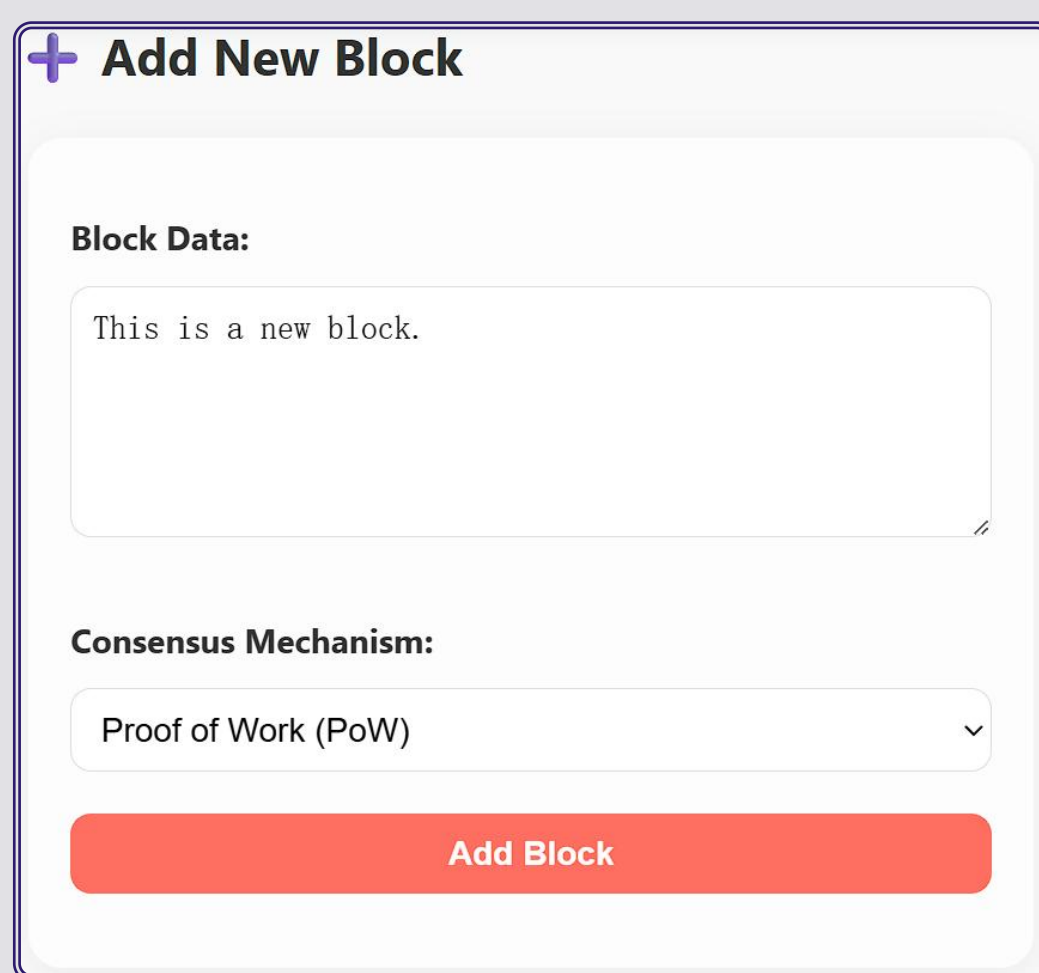 Add New Block
Block Data:
This is a new block.
Consensus Mechanism:
Proof of Work (PoW)
Add Block